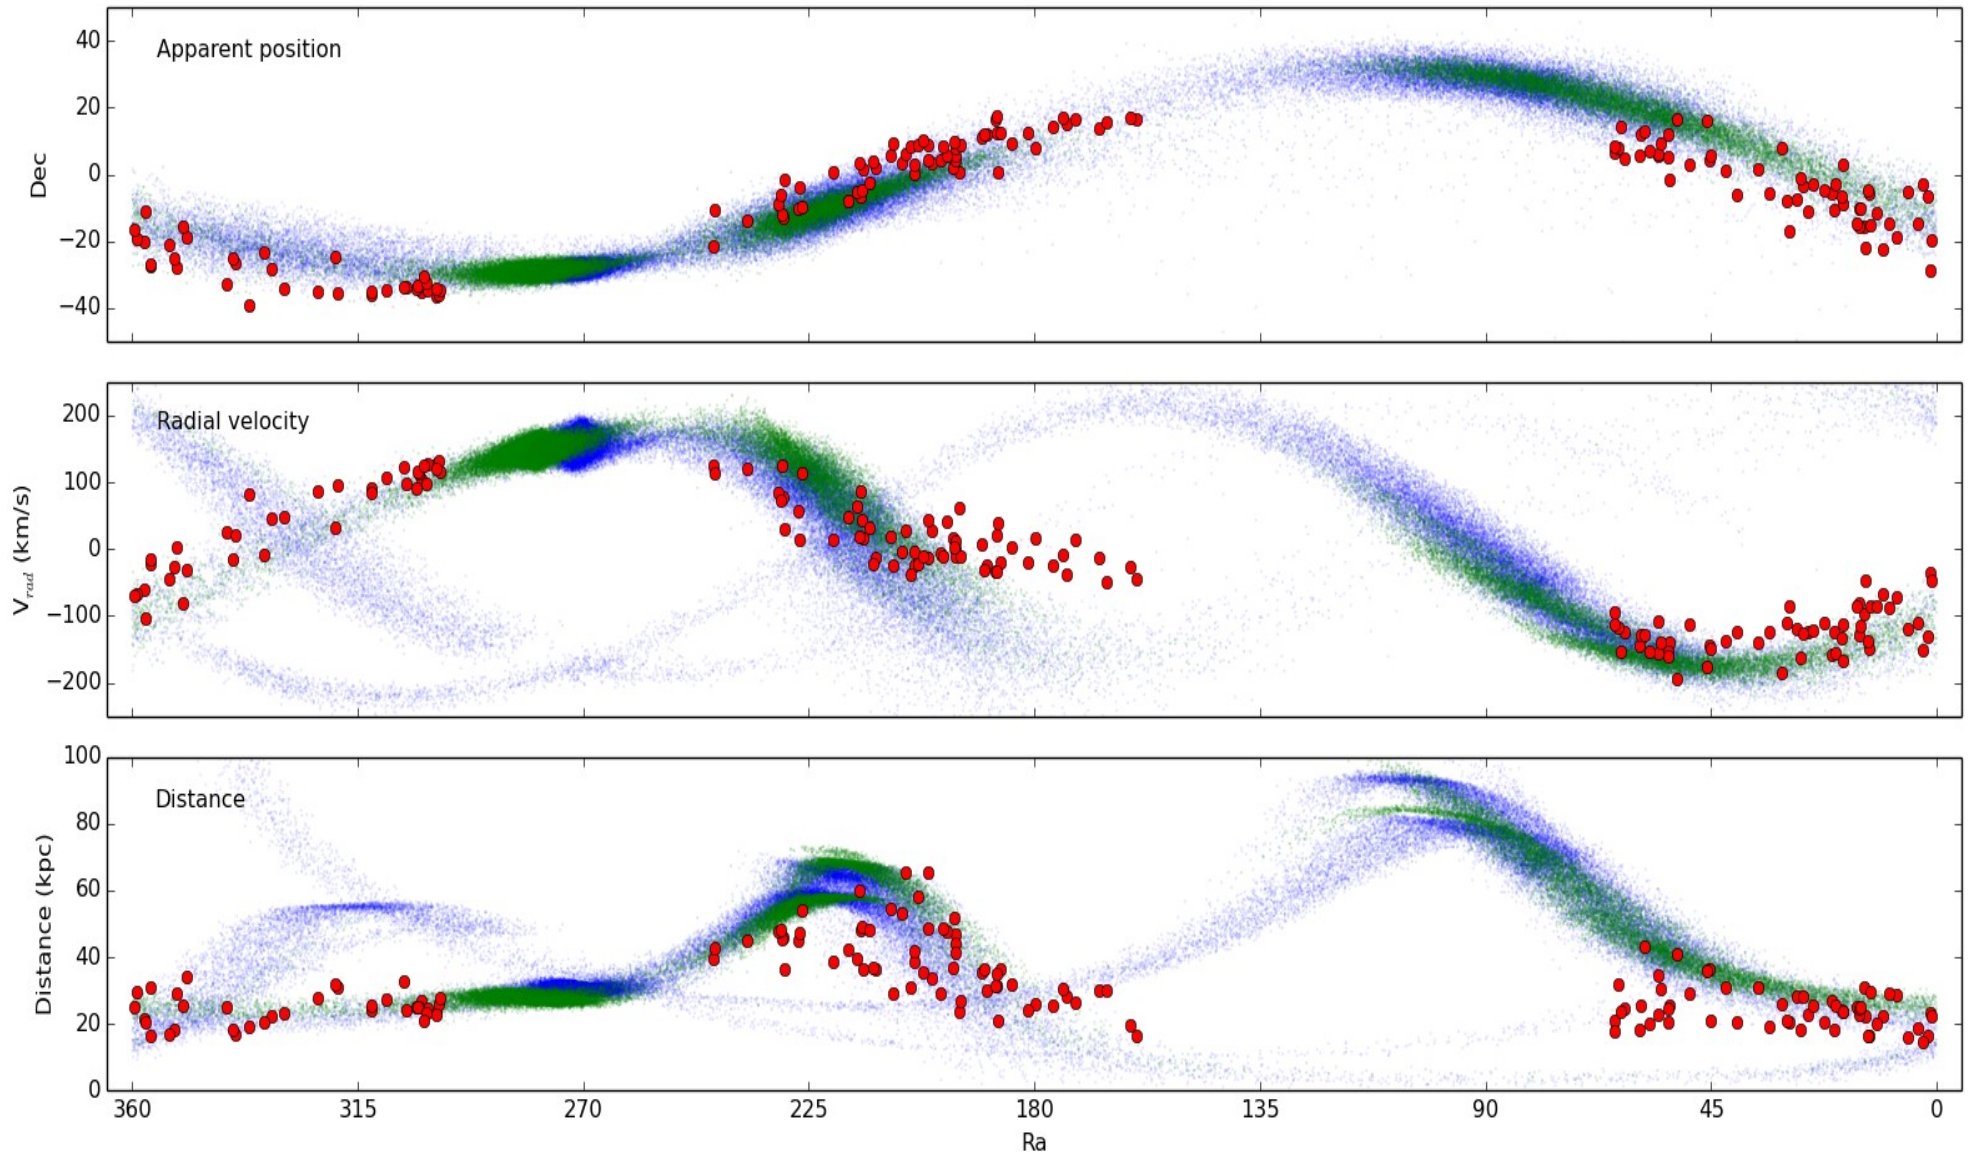 Apparent position
Dec
40
20
0
−20
−40
Radial velocity
V_rad (km/s)
200
100
0
−100
−200
Distance
Distance (kpc)
100
80
60
40
20
0
360 315 270 225 180 135 90 45 0
Ra